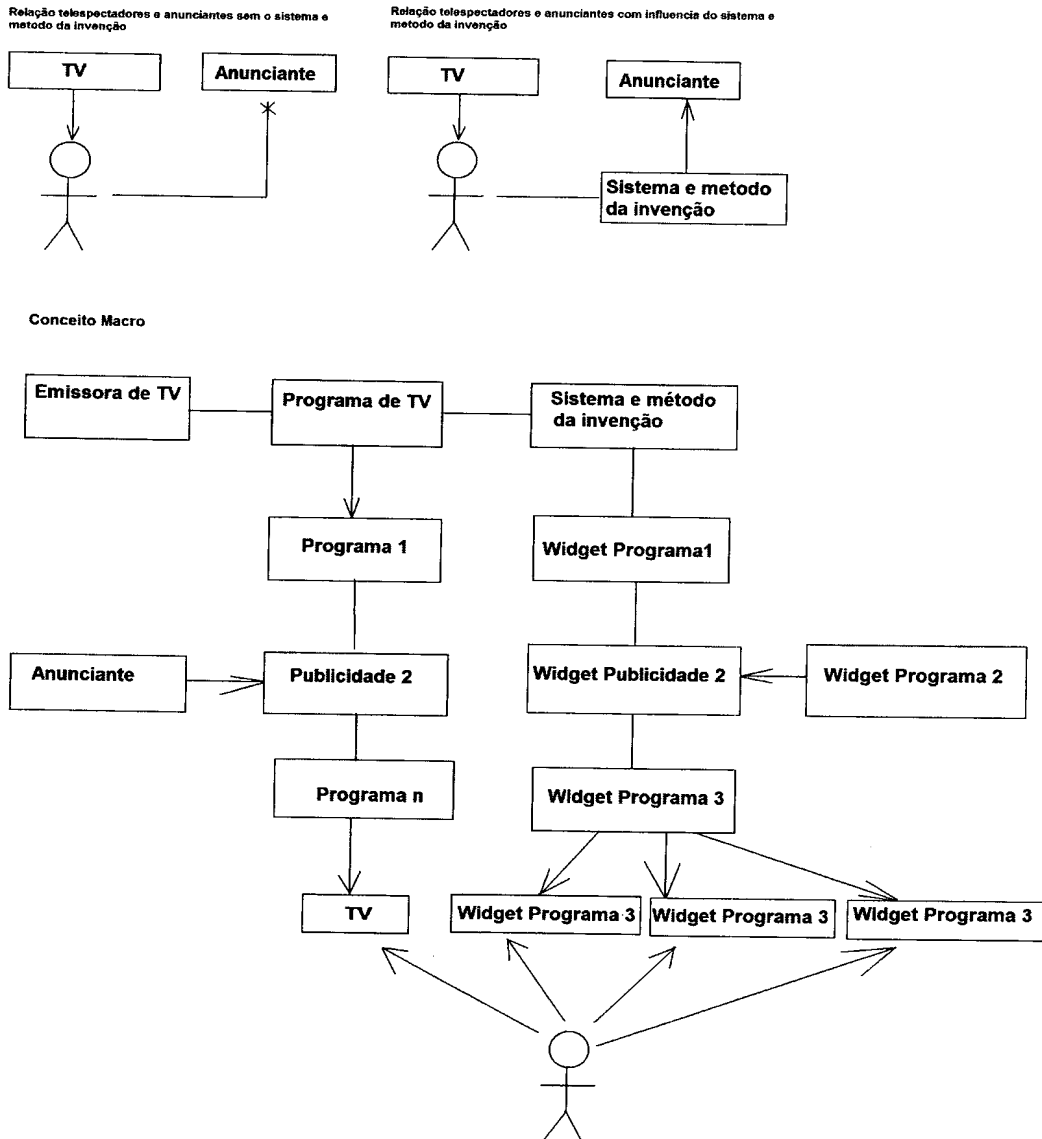 Relação telespectadores e anunciantes sem o sistema e
metodo da invenção
Relação telespectadores e anunciantes com influencia do sistema e
metodo da invenção
TV
Anunciante
TV
Anunciante
Sistema e metodo
da invenção
Conceito Macro
Emissora de TV
Programa de TV
Sistema e método
da invenção
Programa 1
Widget Programa1
Anunciante
Publicidade 2
Widget Publicidade 2
Widget Programa 2
Programa n
Widget Programa 3
TV
Widget Programa 3
Widget Programa 3
Widget Programa 3